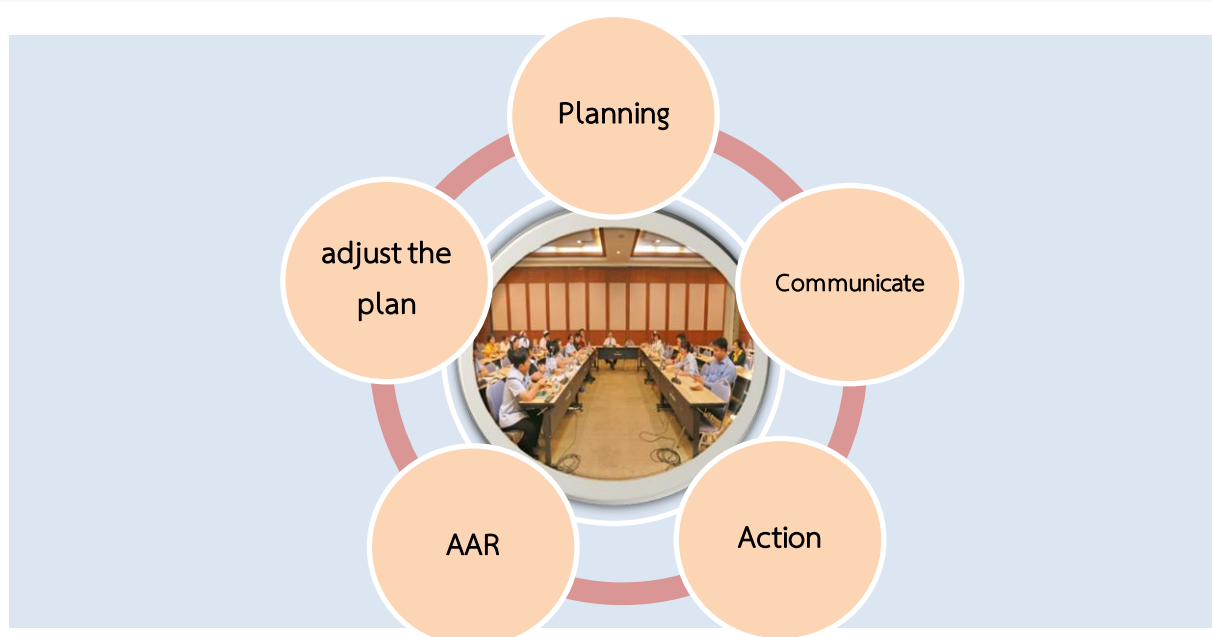 Planning
Communicate
Action
AAR
adjust the
plan